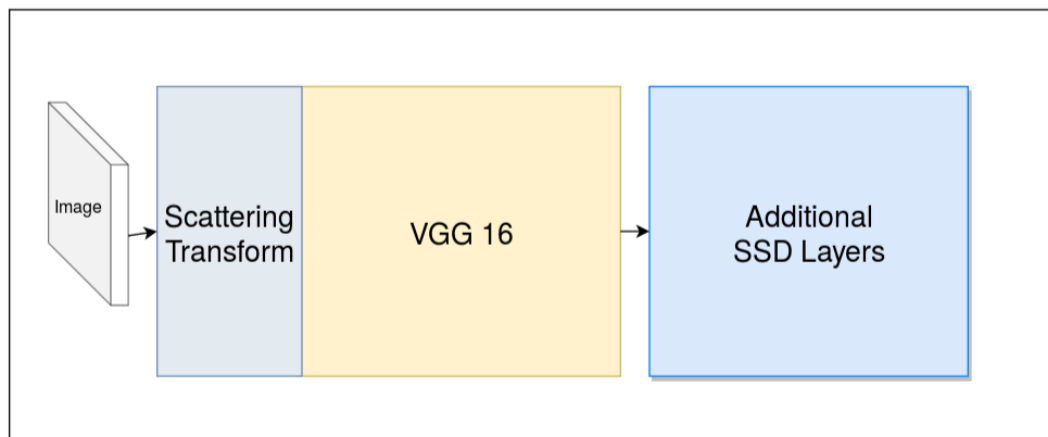 Image
Scattering
Transform
VGG 16
Additional
SSD Layers